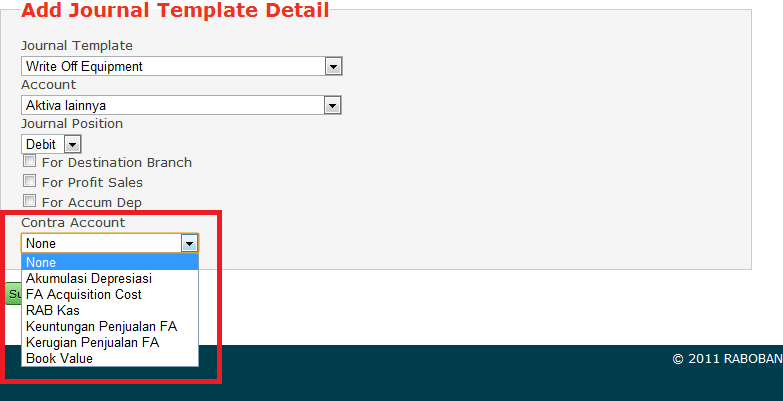 Add Journal Template Detail
Journal Template
Write Off Equipment
Account
Aktiva lainnya
Journal Position
Debit
For Destination Branch
For Profit Sales
For Accum Dep
Contra Account
None
None
Akumulasi Depresiasi
FA Acquisition Cost
RAB Kas
Keuntungan Penjualan FA
Kerugian Penjualan FA
Book Value
Su
© 2011 RABOBAN